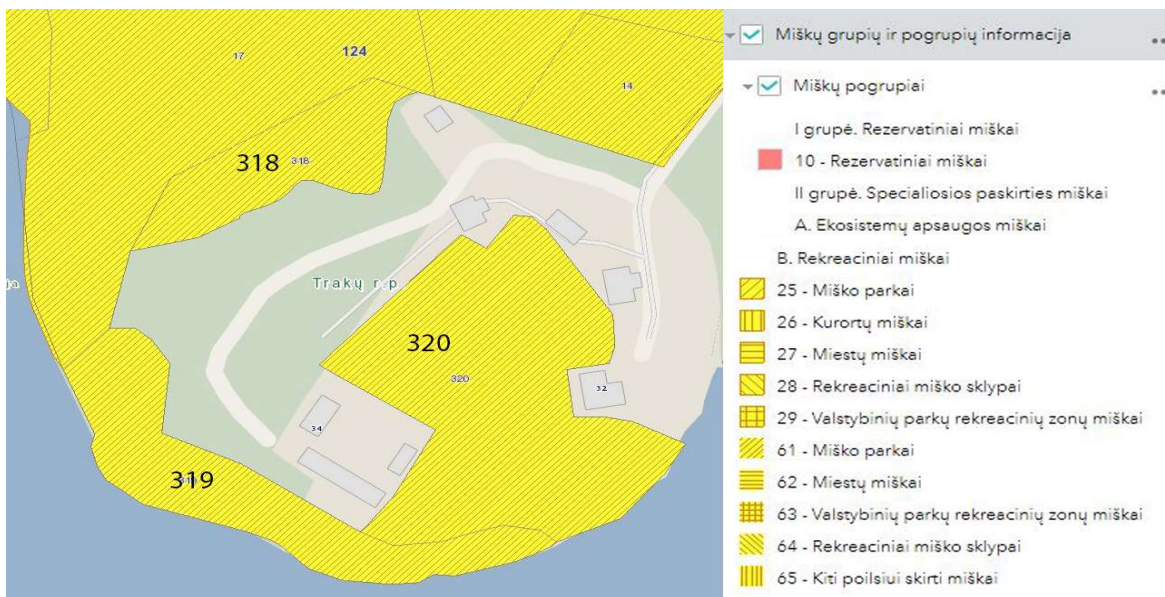 17
124
14
318
318
Trakų r.p
ja
320
320
32
34
319
319
Miškų grupių ir pogrupių informacija
Miškų pogrupiai
I grupė. Rezervatiniai miškai
10 - Rezervatiniai miškai
II grupė. Specialiosios paskirties miškai
A. Ekosistemų apsaugos miškai
B. Rekreaciniai miškai
25 - Miško parkai
26 - Kurortų miškai
27 - Miestų miškai
28 - Rekreaciniai miško sklypai
29 - Valstybinių parkų rekreacinių zonų miškai
61 - Miško parkai
62 - Miestų miškai
63 - Valstybinių parkų rekreacinių zonų miškai
64 - Rekreaciniai miško sklypai
65 - Kiti poilsiui skirti miškai